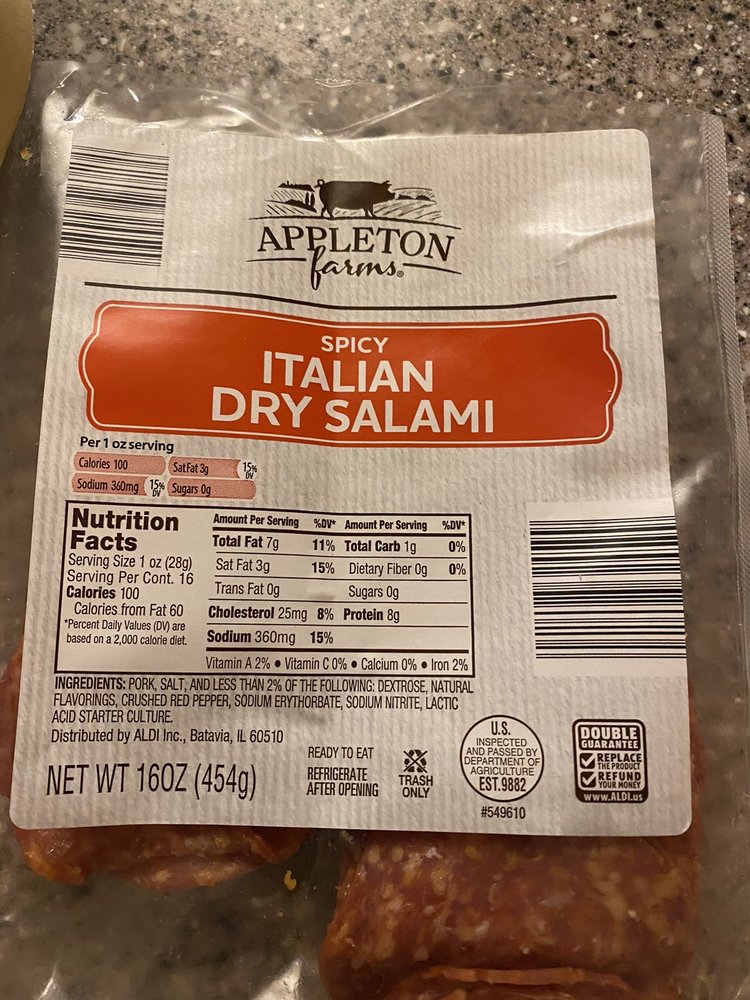 APPLETON
farms®
SPICY
ITALIAN
DRY SALAMI
Per 1 oz serving
Calories 100
Sat Fat 3g 15% DV
Sodium 360mg 15% DV
Sugars 0g
Nutrition
Facts
Serving Size 1 oz (28g)
Serving Per Cont. 16
Calories 100
Calories from Fat 60
*Percent Daily Values (DV) are
based on a 2,000 calorie diet.
Amount Per Serving %DV* Amount Per Serving %DV*
Total Fat 7g 11% Total Carb 1g 0%
Sat Fat 3g 15% Dietary Fiber 0g 0%
Trans Fat 0g Sugars 0g
Cholesterol 25mg 8% Protein 8g
Sodium 360mg 15%
Vitamin A 2% • Vitamin C 0% • Calcium 0% • Iron 2%
INGREDIENTS: PORK, SALT, AND LESS THAN 2% OF THE FOLLOWING: DEXTROSE, NATURAL
FLAVORINGS, CRUSHED RED PEPPER, SODIUM ERYTHORBATE, SODIUM NITRITE, LACTIC
ACID STARTER CULTURE.
Distributed by ALDI Inc., Batavia, IL 60510
NET WT 16OZ (454g)
READY TO EAT
REFRIGERATE
AFTER OPENING
TRASH
ONLY
U.S.
INSPECTED
AND PASSED BY
DEPARTMENT OF
AGRICULTURE
EST.9882
#549610
DOUBLE
GUARANTEE
REPLACE
THE PRODUCT
REFUND
YOUR MONEY
www.ALDI.us